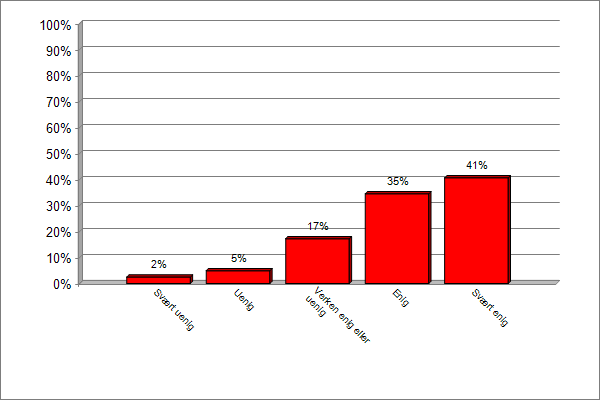 100%
90%
80%
70%
60%
50%
40%
30%
20%
10%
0%
2%
5%
17%
35%
41%
Svært uenig
Uenig
Verken enig eller
uenig
Enig
Svært enig